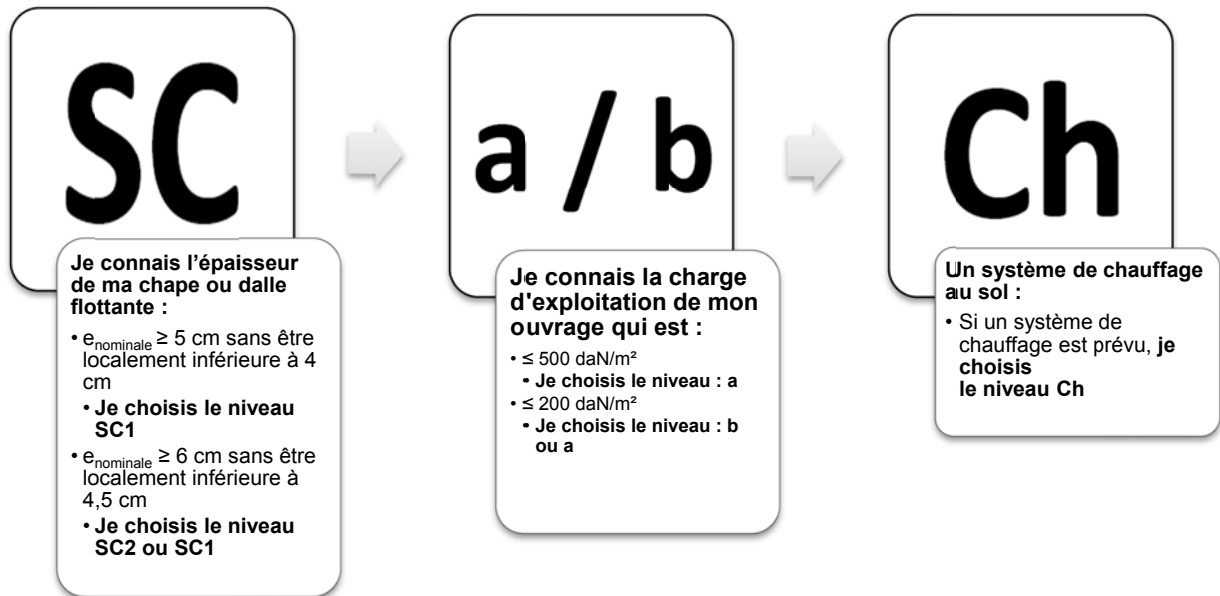 SC
Je connais l'épaisseur
de ma chape ou dalle
flottante :
• enominale ≥ 5 cm sans être
localement inférieure à 4
cm
• Je choisis le niveau
SC1
• enominale ≥ 6 cm sans être
localement inférieure à
4,5 cm
• Je choisis le niveau
SC2 ou SC1
a / b
Je connais la charge
d'exploitation de mon
ouvrage qui est :
• ≤ 500 daN/m²
• Je choisis le niveau : a
• ≤ 200 daN/m²
• Je choisis le niveau : b
ou a
Ch
Un système de chauffage
au sol :
• Si un système de
chauffage est prévu, je
choisis
le niveau Ch